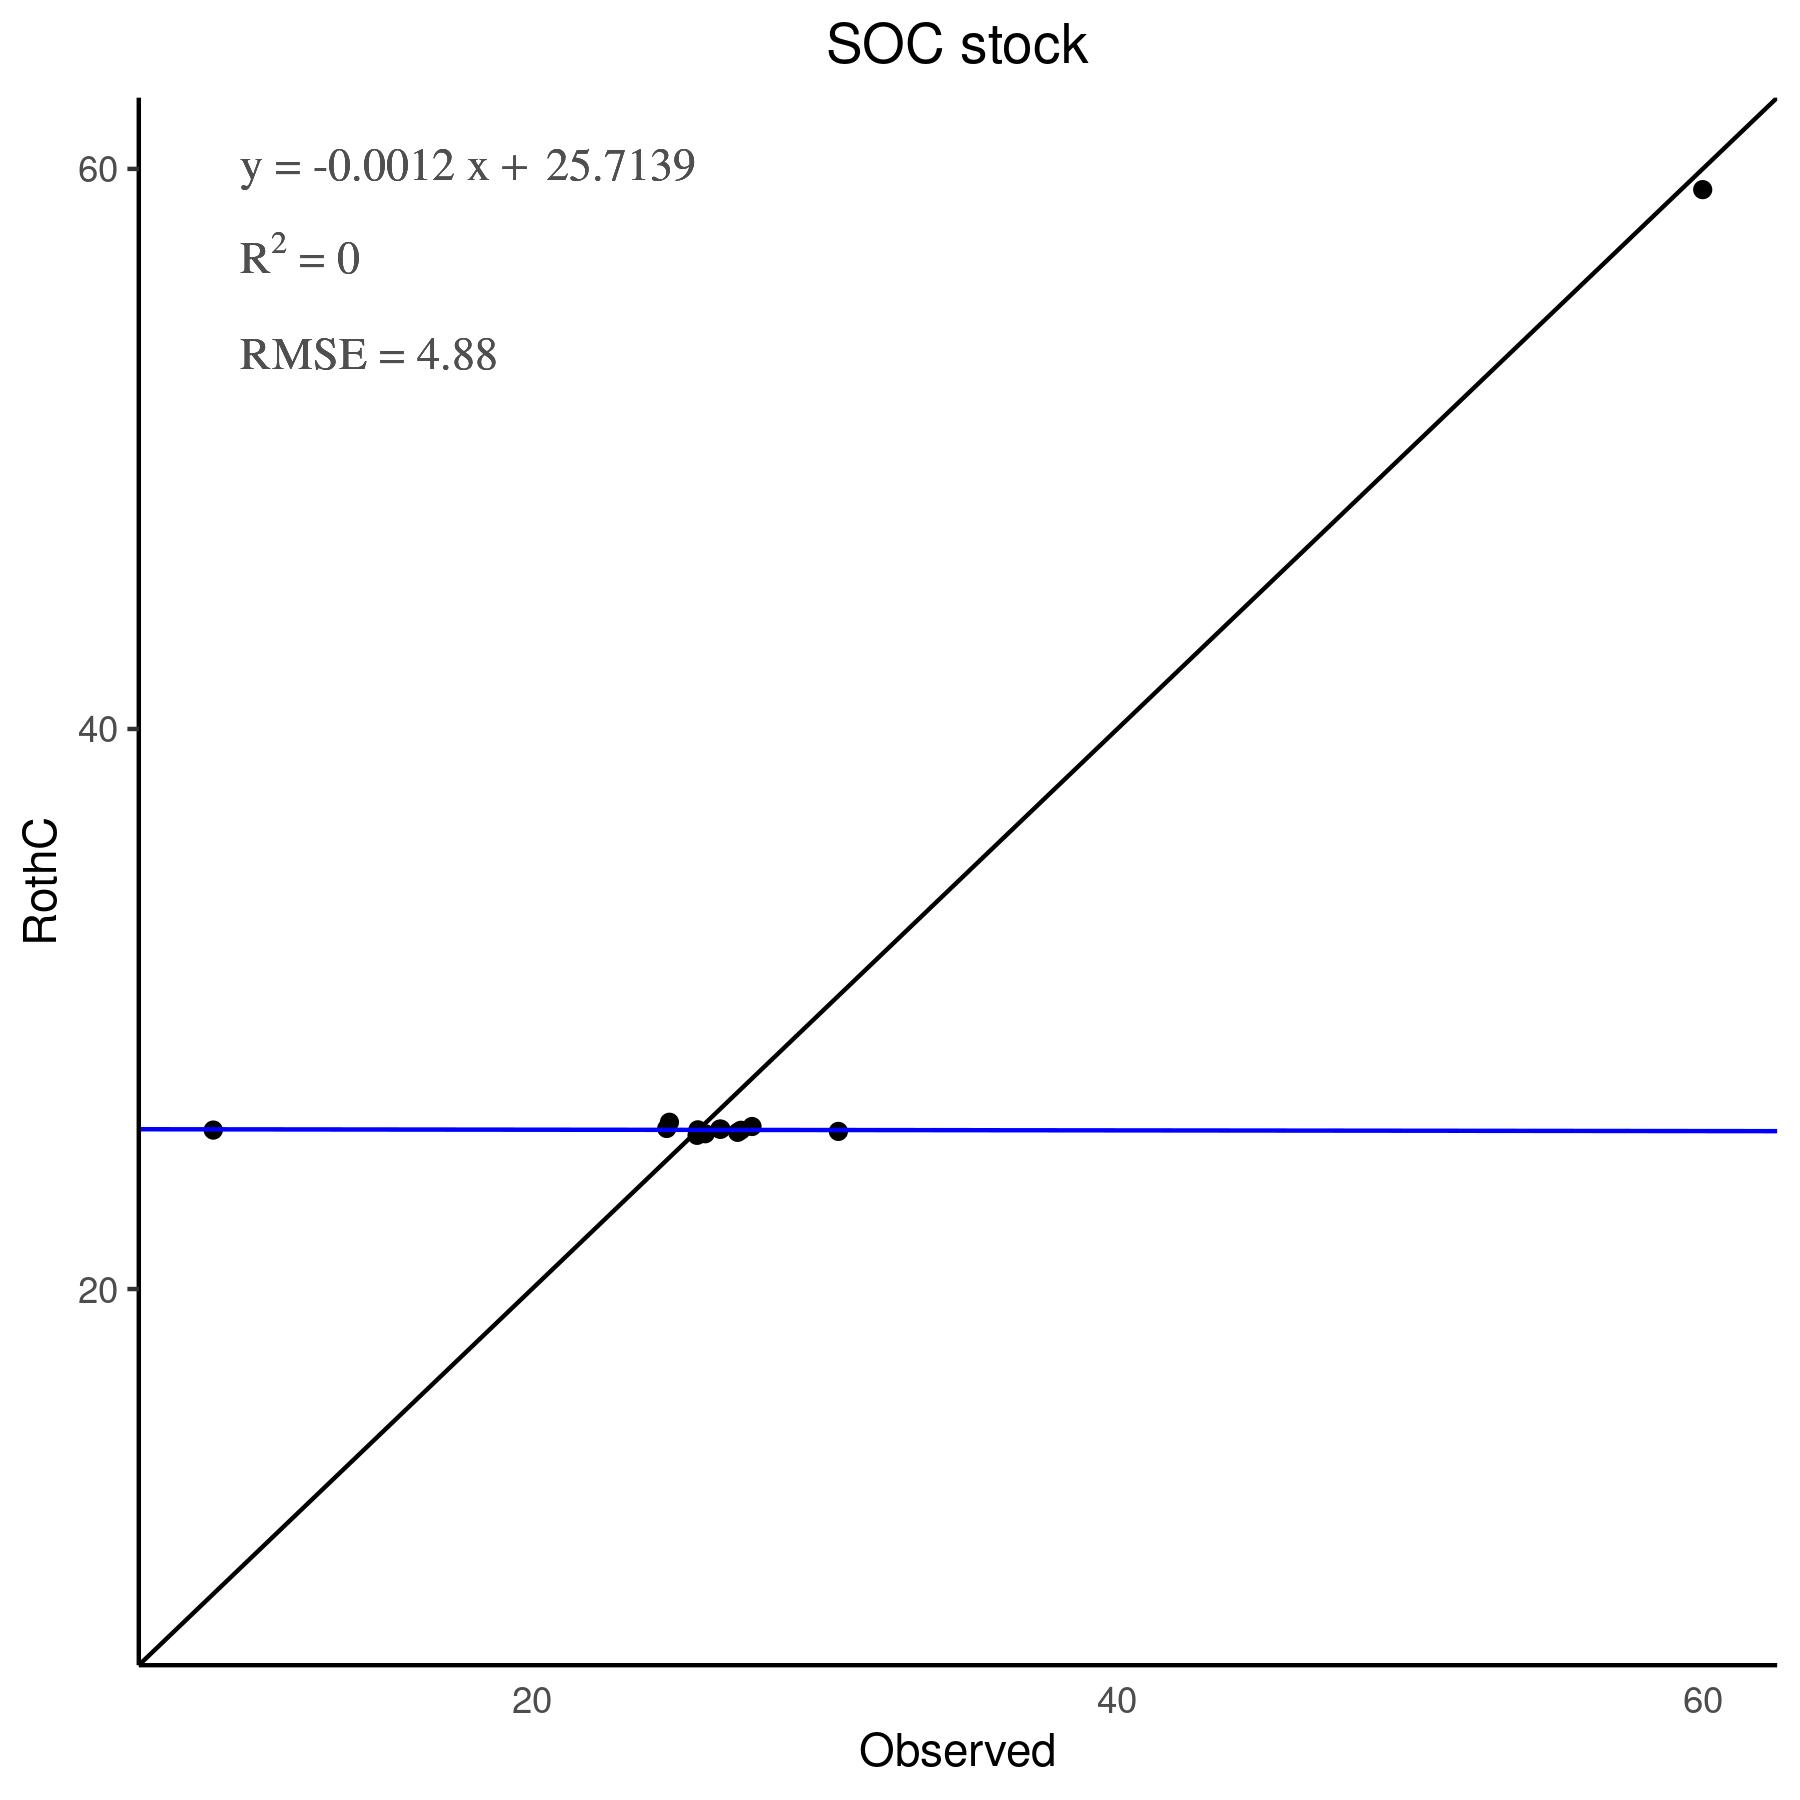 SOC stock
y = -0.0012 x + 25.7139
R² = 0
RMSE = 4.88
60
40
20
RothC
20 40 60
Observed